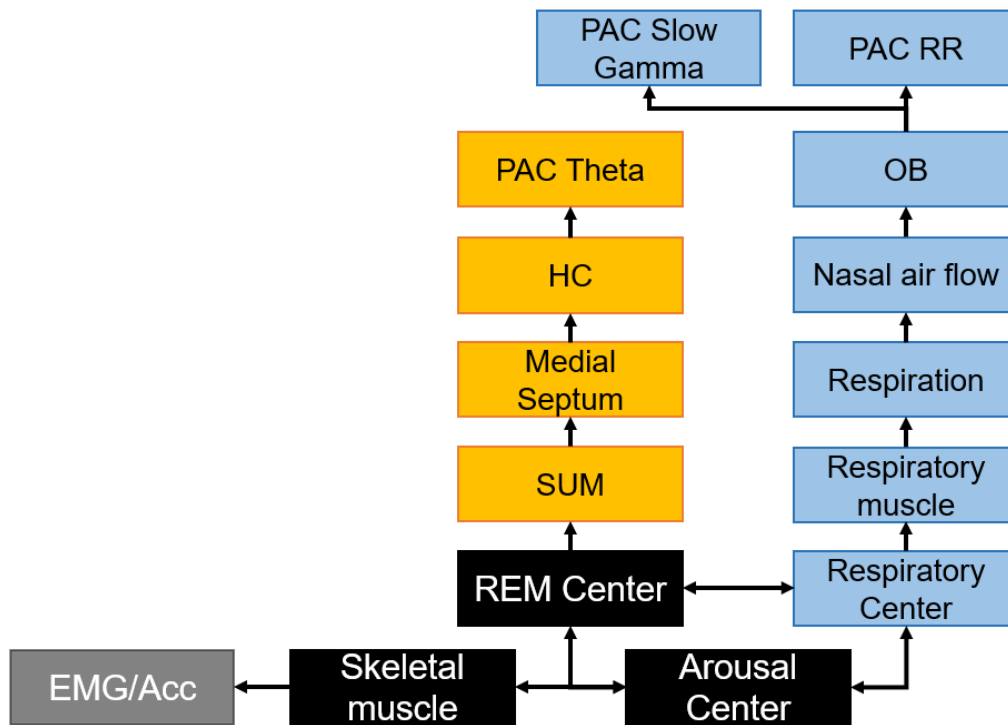 PAC Slow
Gamma
PAC RR
PAC Theta
OB
HC
Nasal air flow
Medial
Septum
Respiration
SUM
Respiratory
muscle
REM Center
Respiratory
Center
EMG/Acc
Skeletal
muscle
Arousal
Center